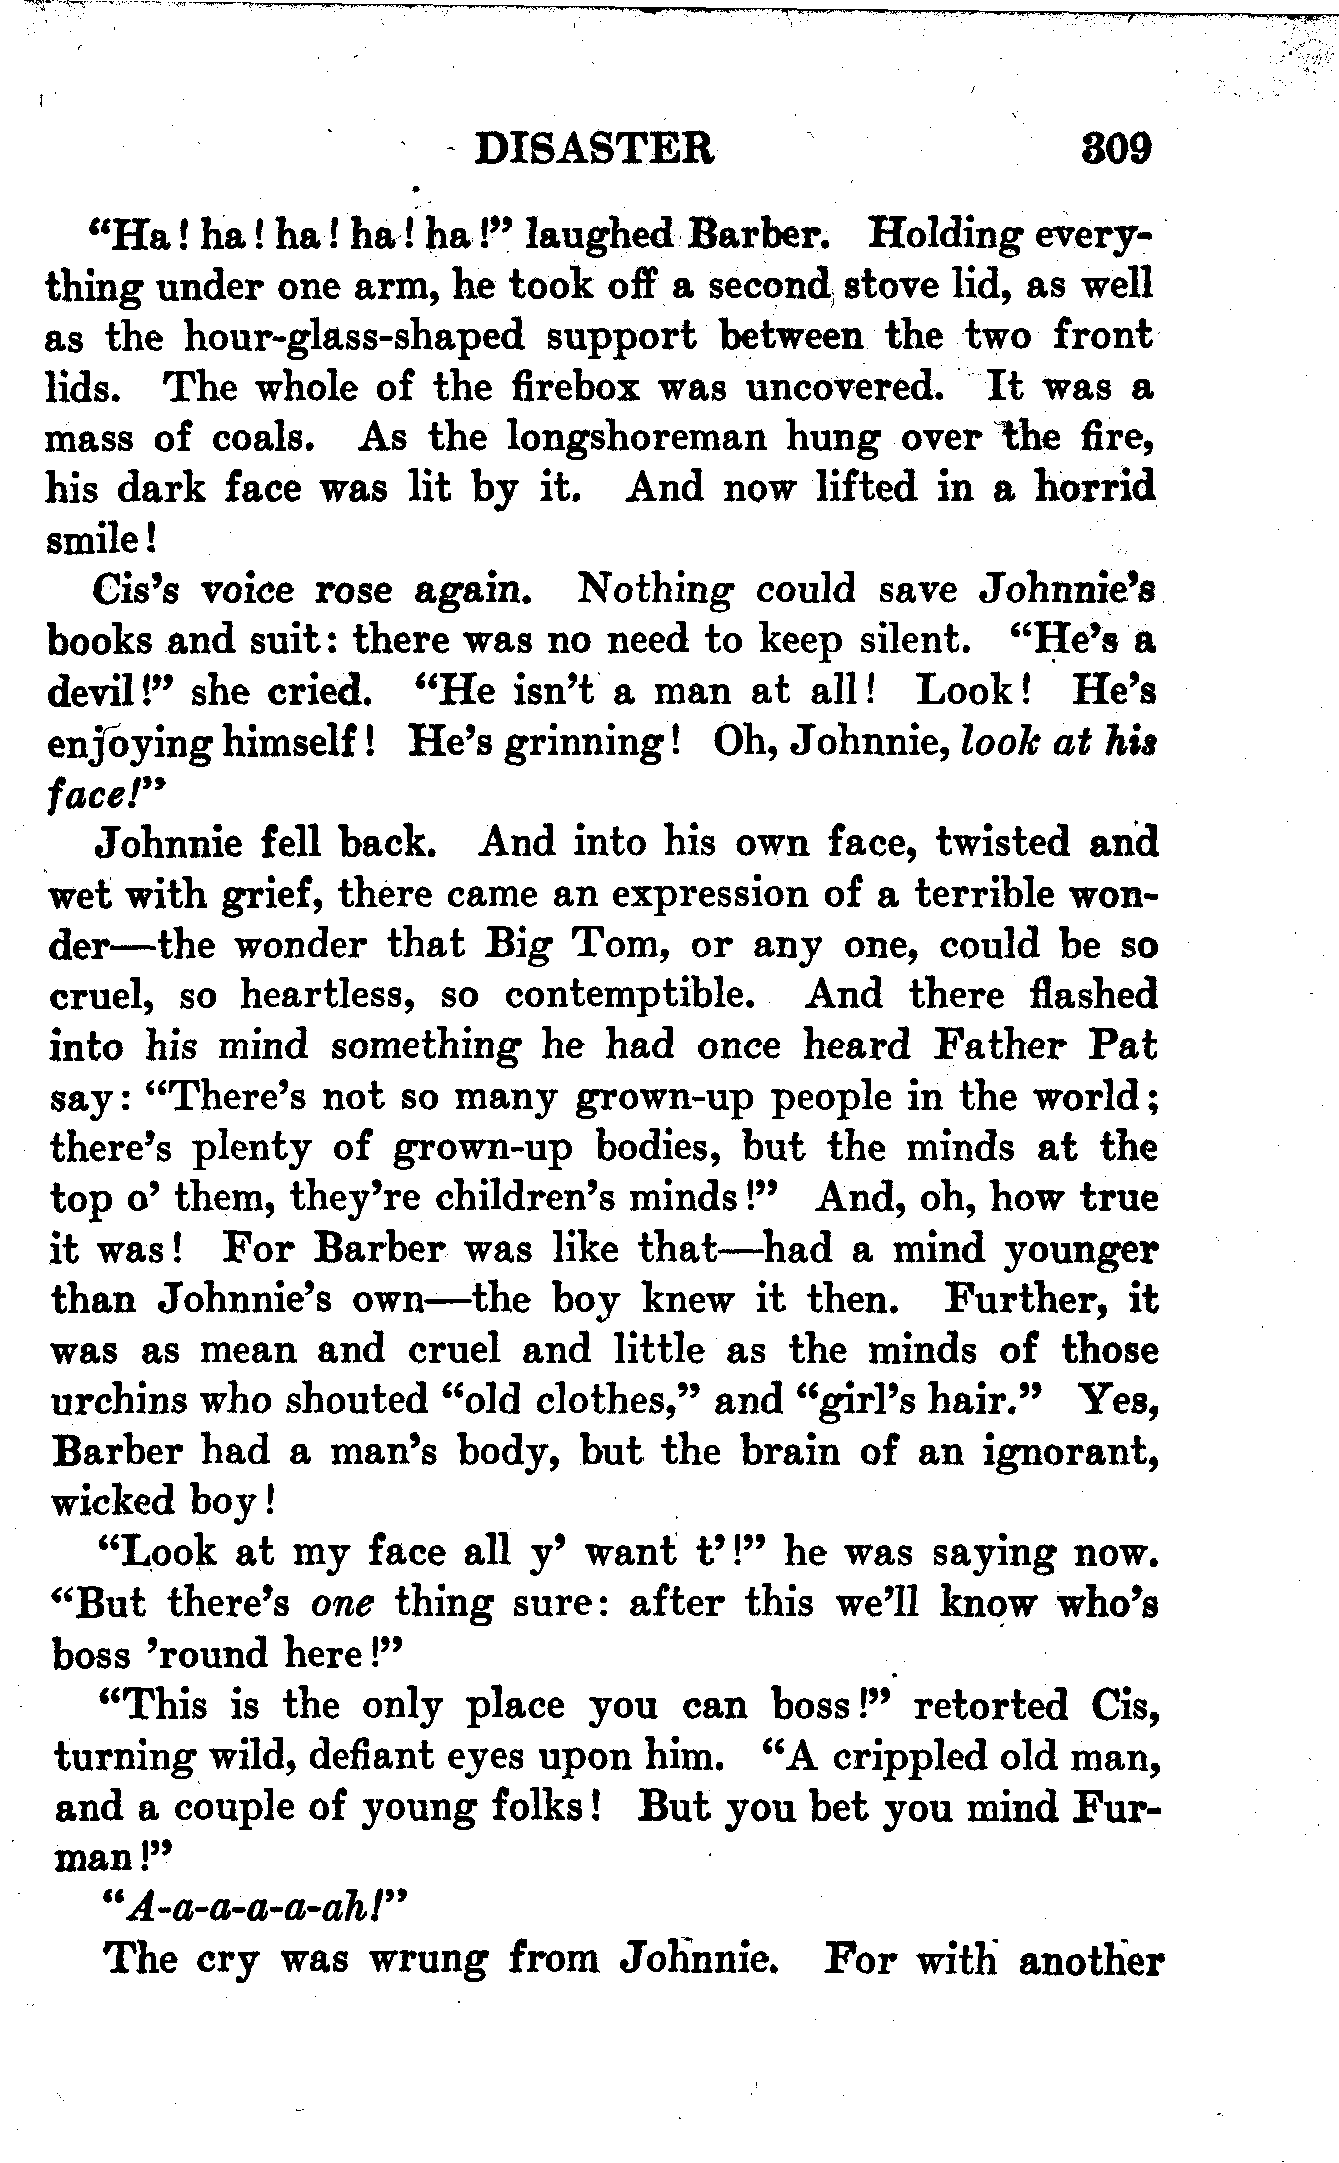 DISASTER 309
“Ha! ha! ha! ha! ha!” laughed Barber. Holding every-
thing under one arm, he took off a second stove lid, as well
as the hour-glass-shaped support between the two front
lids. The whole of the firebox was uncovered. It was a
mass of coals. As the longshoreman hung over the fire,
his dark face was lit by it. And now lifted in a horrid
smile!
Cis’s voice rose again. Nothing could save Johnnie’s
books and suit: there was no need to keep silent. “He’s a
devil!” she cried. “He isn’t a man at all! Look! He’s
enjoying himself! He’s grinning! Oh, Johnnie, look at his
face!”
Johnnie fell back. And into his own face, twisted and
wet with grief, there came an expression of a terrible won-
der—the wonder that Big Tom, or any one, could be so
cruel, so heartless, so contemptible. And there flashed
into his mind something he had once heard Father Pat
say: “There’s not so many grown-up people in the world;
there’s plenty of grown-up bodies, but the minds at the
top o’ them, they’re children’s minds!” And, oh, how true
it was! For Barber was like that—had a mind younger
than Johnnie’s own—the boy knew it then. Further, it
was as mean and cruel and little as the minds of those
urchins who shouted “old clothes,” and “girl’s hair.” Yes,
Barber had a man’s body, but the brain of an ignorant,
wicked boy!
“Look at my face all y’ want t’!” he was saying now.
“But there’s one thing sure: after this we’ll know who’s
boss ’round here!”
“This is the only place you can boss!” retorted Cis,
turning wild, defiant eyes upon him. “A crippled old man,
and a couple of young folks! But you bet you mind Fur-
man!”
“A-a-a-a-a-ah!”
The cry was wrung from Johnnie. For with another